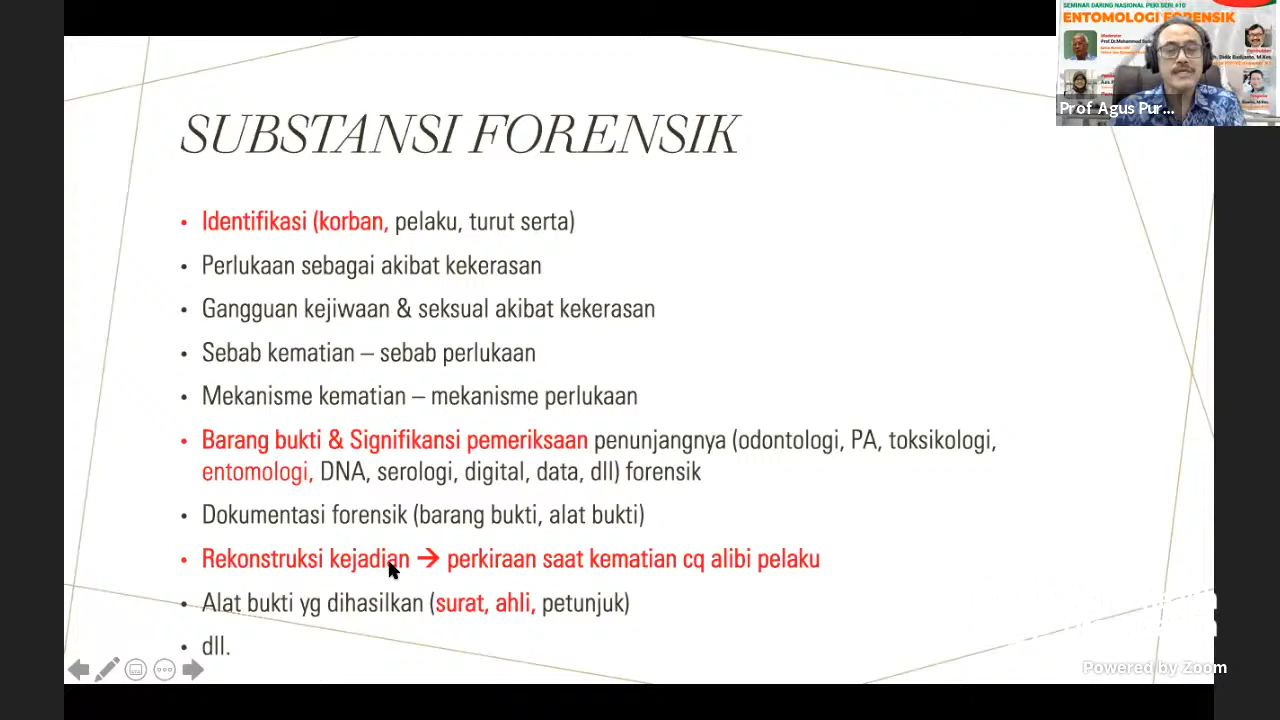 SEMINAR DARING NASIONAL PEKI SERI #10
ENTOMOLOGI FORENSIK
Moderator
Prof Agus Pur...
SUBSTANSI FORENSIK
• Identifikasi (korban, pelaku, turut serta)
• Perlukaan sebagai akibat kekerasan
• Gangguan kejiwaan & seksual akibat kekerasan
• Sebab kematian – sebab perlukaan
• Mekanisme kematian – mekanisme perlukaan
• Barang bukti & Signifikansi pemeriksaan penunjangnya (odontologi, PA, toksikologi,
entomologi, DNA, serologi, digital, data, dll) forensik
• Dokumentasi forensik (barang bukti, alat bukti)
• Rekonstruksi kejadian → perkiraan saat kematian cq alibi pelaku
• Alat bukti yg dihasilkan (surat, ahli, petunjuk)
• dll.
Powered by Zoom